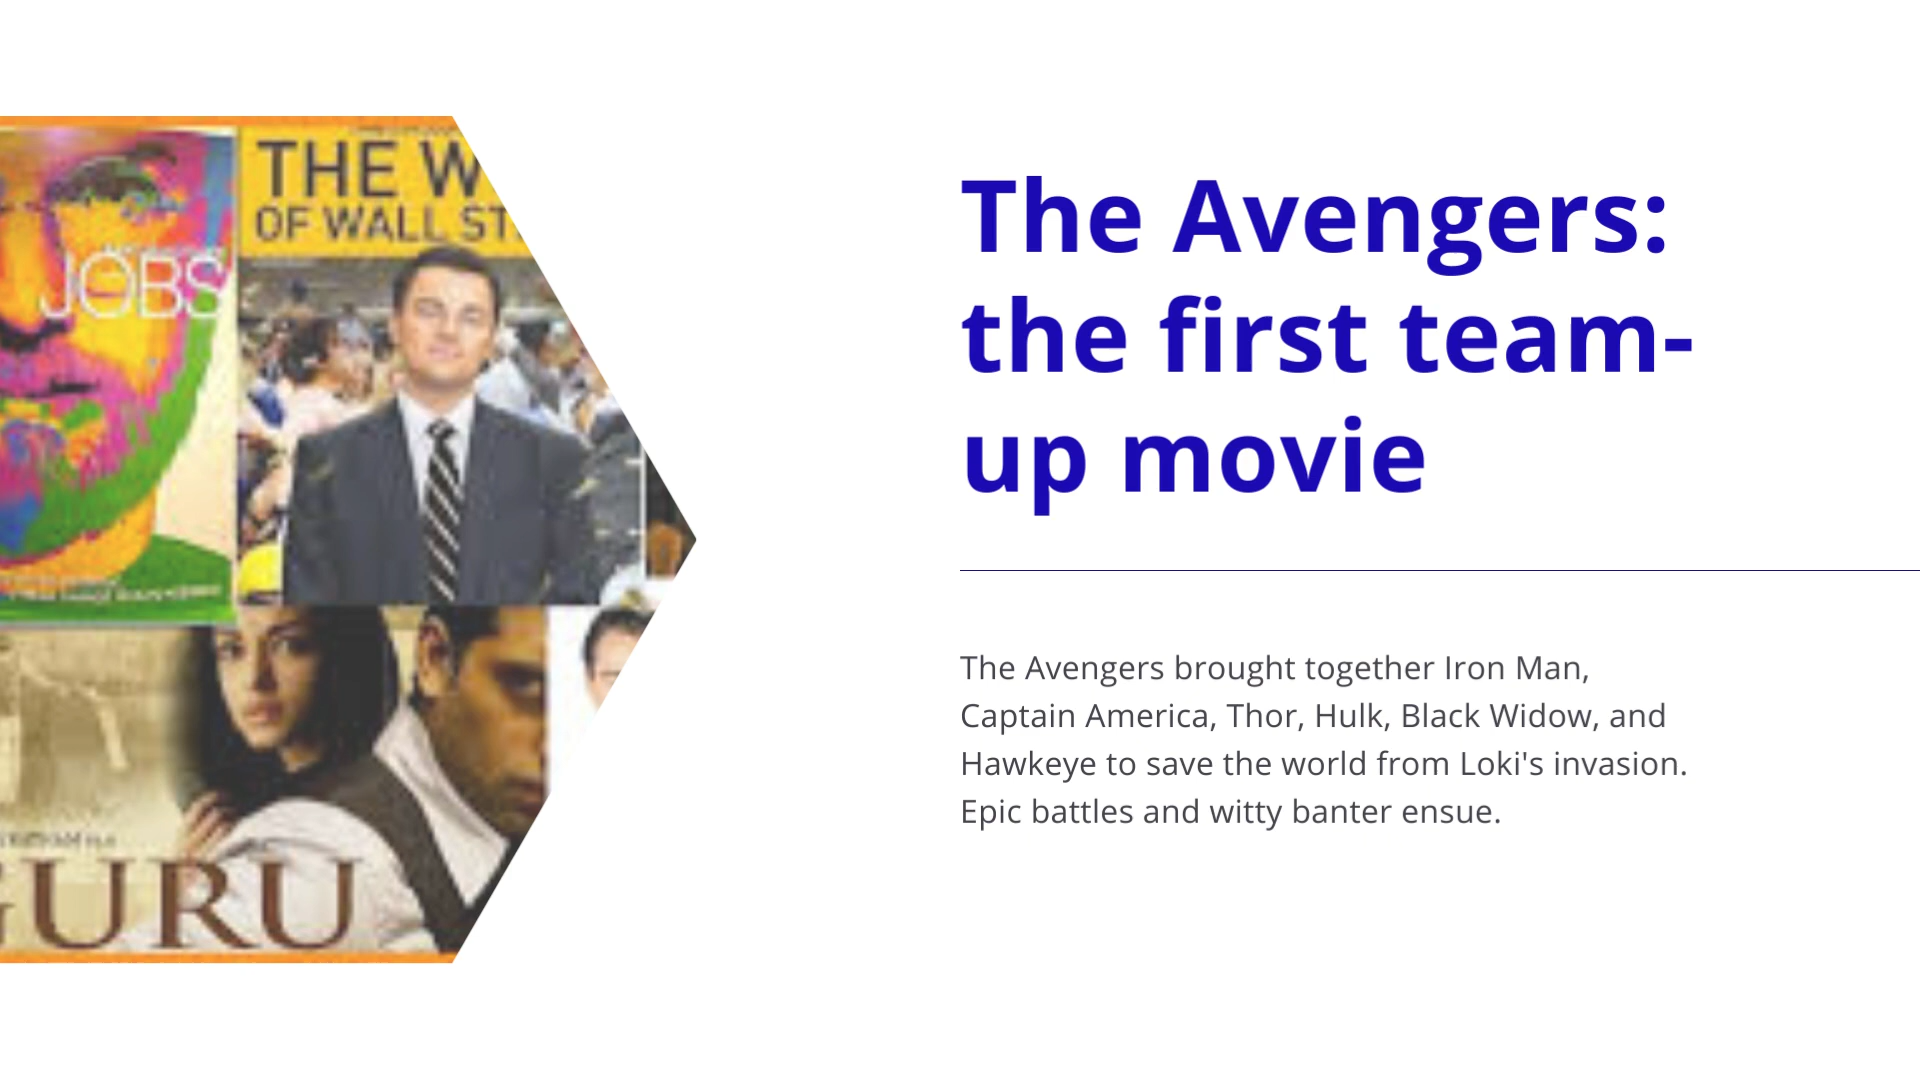 JOBS
THE W
OF WALL ST
GURU
The Avengers:
the first team-
up movie
The Avengers brought together Iron Man,
Captain America, Thor, Hulk, Black Widow, and
Hawkeye to save the world from Loki's invasion.
Epic battles and witty banter ensue.